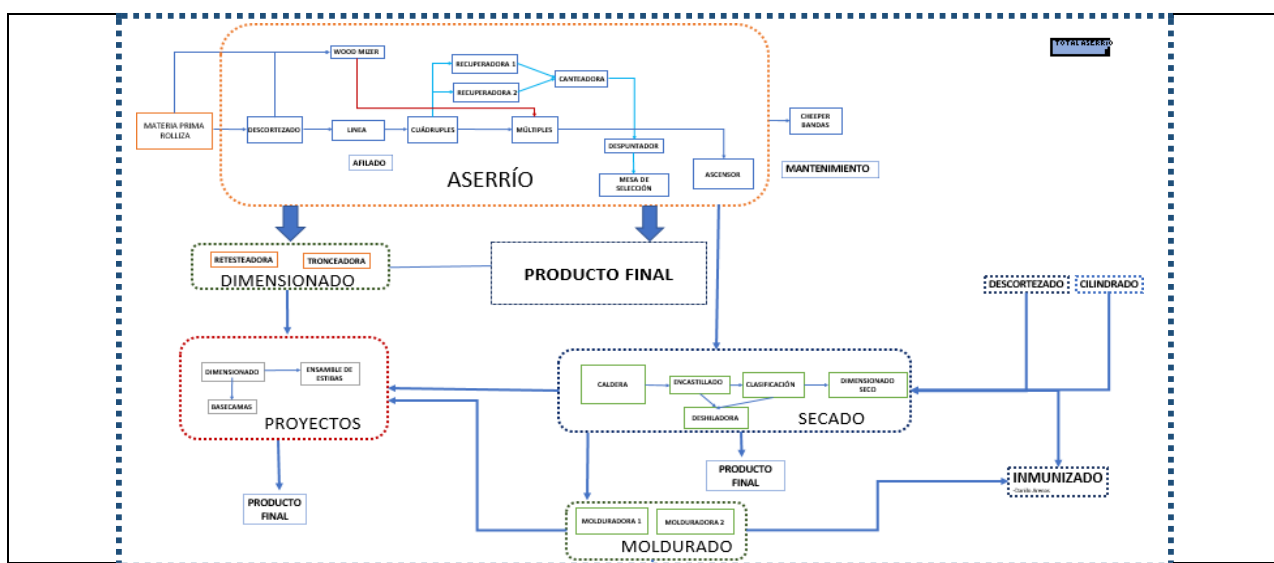 TOTAL ASERRIO
WOOD MIZER
RECUPERADORA 1
RECUPERADORA 2
CANTEADORA
MATERIA PRIMA
ROLLIZA
DESCORTEZADO
LINEA
CUÁDRUPLES
MÚLTIPLES
CHEEPER
BANDAS
DESPUNTADOR
AFILADO
ASERRÍO
MESA DE
SELECCIÓN
ASCENSOR
MANTENIMIENTO
RETESTEADORA
TRONCEADORA
DIMENSIONADO
PRODUCTO FINAL
DESCORTEZADO
CILINDRADO
DIMENSIONADO
ENSAMBLE DE
ESTIBAS
BASECAMAS
PROYECTOS
CALDERA
ENCASTILLADO
CLASIFICACIÓN
DIMENSIONADO
SECO
DESHILADORA
SECADO
PRODUCTO
FINAL
PRODUCTO
FINAL
INMUNIZADO
MOLDURADORA 1
MOLDURADORA 2
MOLDURADO